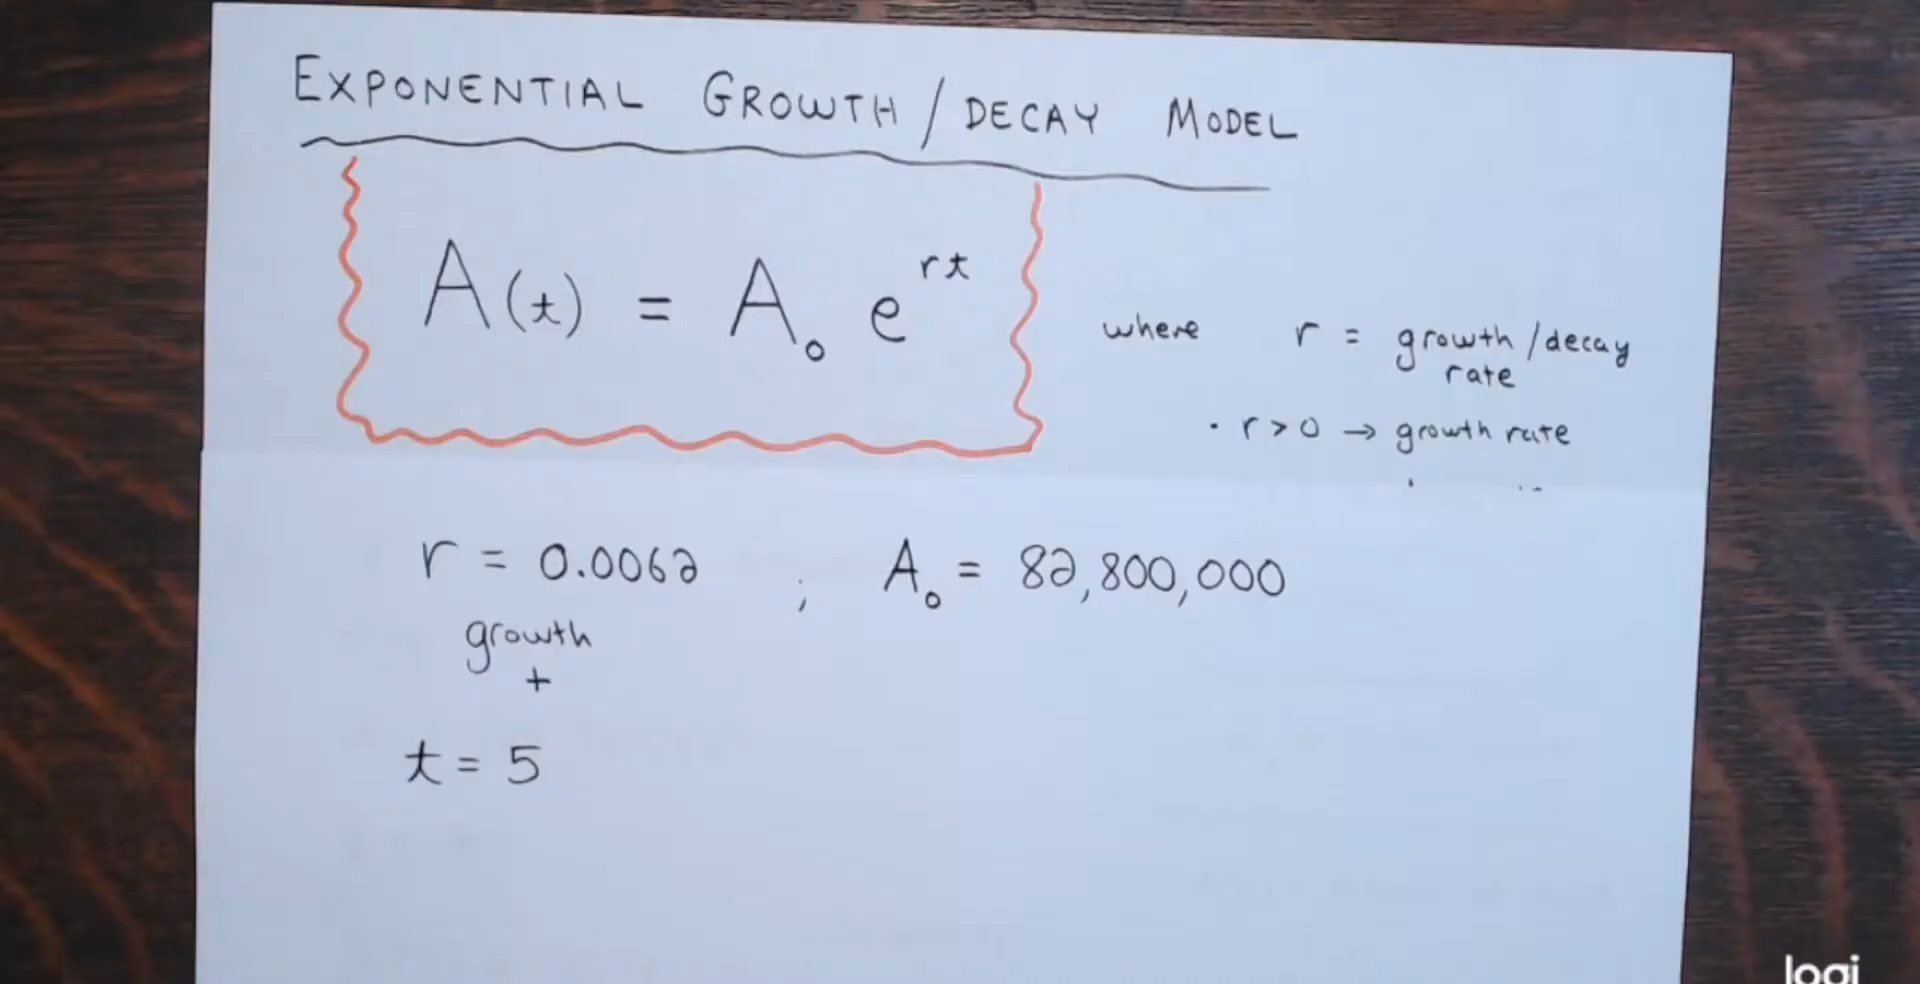 EXPONENTIAL GROWTH / DECAY MODEL
A(t) = A₀ e^{rt}
where r = growth/decay
rate
· r > 0 → growth rate
r = 0.0062 ; A₀ = 82,800,000
growth
+
t = 5
logi